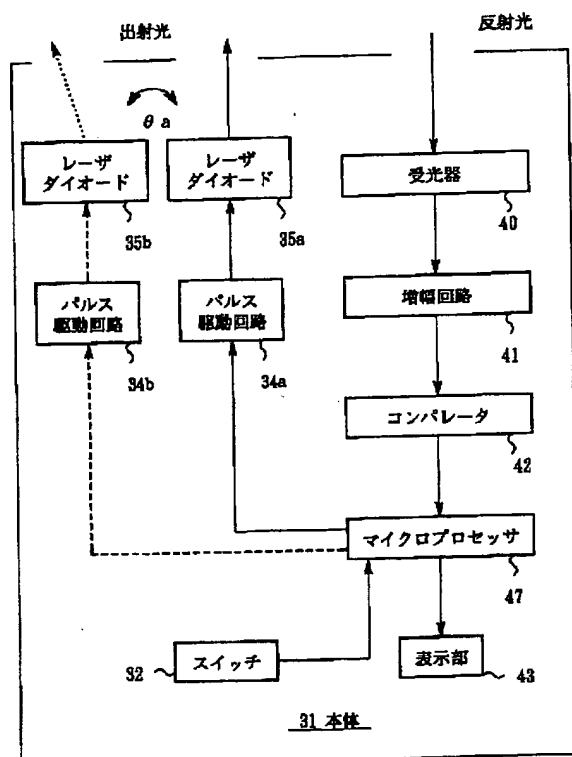 出射光
反射光
θa
レーザ
ダイオード
35b
レーザ
ダイオード
35a
受光器
40
パルス
駆動回路
34b
パルス
駆動回路
34a
増幅回路
41
コンパレータ
42
マイクロプロセッサ
47
32
スイッチ
表示部
43
31 本体